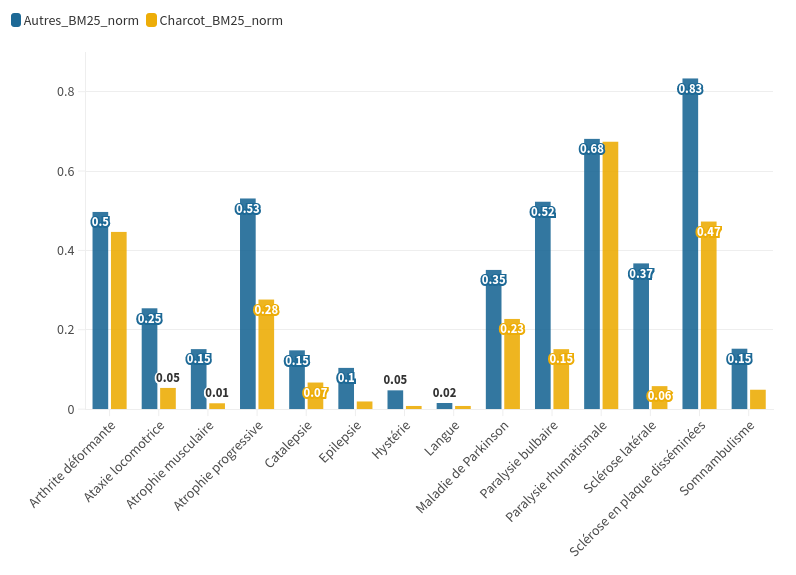 Autres_BM25_norm Charcot_BM25_norm
0.8
0.6
0.4
0.2
0
0.5
0.25
0.05
0.15
0.01
0.53
0.28
0.15
0.07
0.1
0.05
0.02
0.35
0.23
0.52
0.15
0.68
0.37
0.06
0.83
0.47
0.15
Arthrite déformante
Ataxie locomotrice
Atrophie musculaire
Atrophie progressive
Catalepsie
Epilepsie
Hystérie
Langue
Maladie de Parkinson
Paralysie bulbaire
Paralysie rhumatismale
Sclérose latérale
Sclérose en plaque disséminées
Somnambulisme